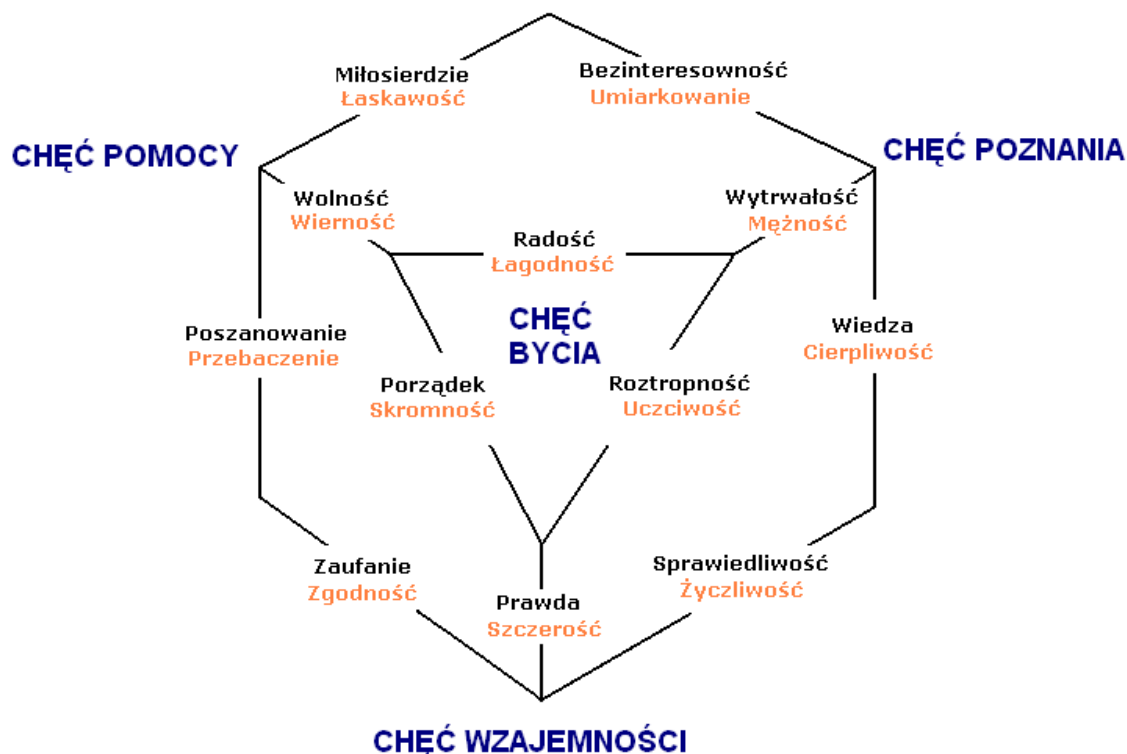 Miłosierdzie
Łaskawość
Bezinteresowność
Umiarkowanie
CHĘĆ POMOCY
CHĘĆ POZNANIA
Wolność
Wierność
Wytrwałość
Mężność
Radość
Łagodność
CHĘĆ
BYCIA
Poszanowanie
Przebaczenie
Wiedza
Cierpliwość
Porządek
Skromność
Roztropność
Uczciwość
Zaufanie
Zgodność
Sprawiedliwość
Życzliwość
Prawda
Szczerość
CHĘĆ WZAJEMNOŚCI